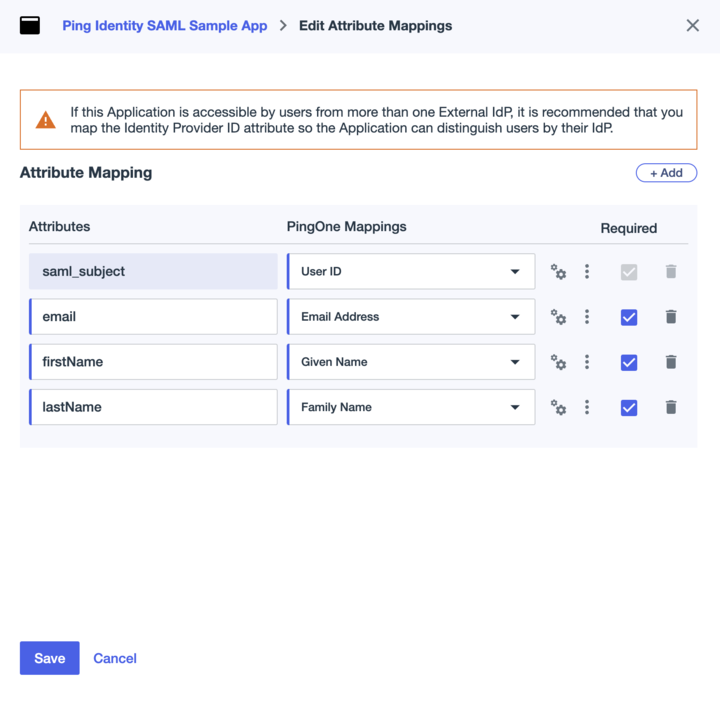 Ping Identity SAML Sample App > Edit Attribute Mappings
If this Application is accessible by users from more than one External IdP, it is recommended that you
map the Identity Provider ID attribute so the Application can distinguish users by their IdP.
Attribute Mapping
+ Add
Attributes PingOne Mappings Required
saml_subject User ID
email Email Address
firstName Given Name
lastName Family Name
Save Cancel